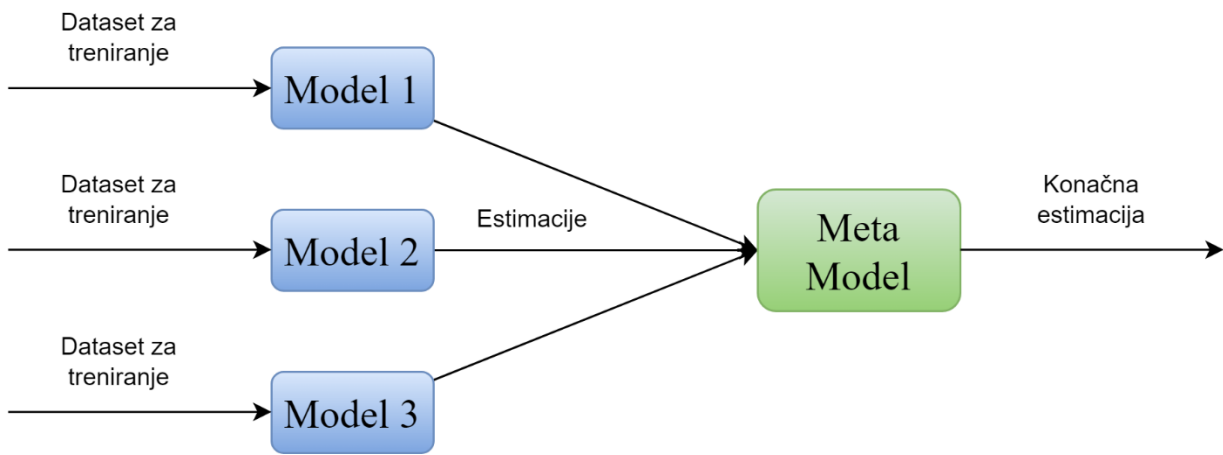 Dataset za
treniranje
Model 1
Dataset za
treniranje
Model 2
Estimacije
Meta
Model
Konačna
estimacija
Dataset za
treniranje
Model 3